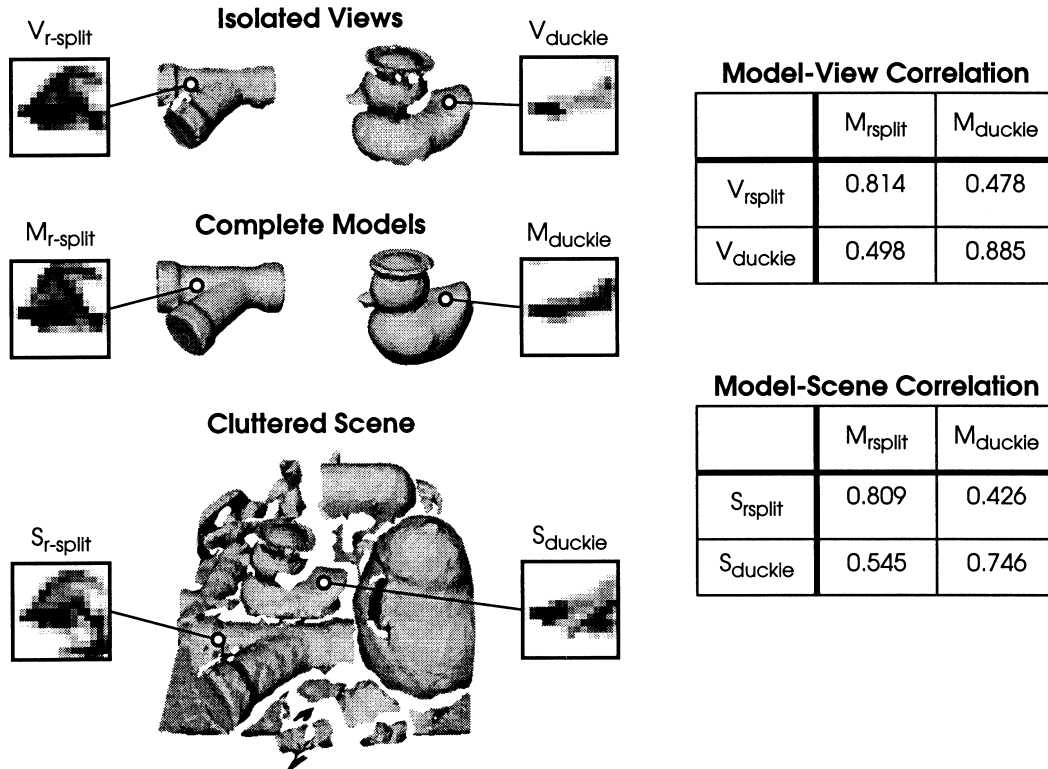 Isolated Views
Vr-split
Vduckie
Complete Models
Mr-split
Mduckie
Cluttered Scene
Sr-split
Sduckie
Model-View Correlation
Mrsplit Mduckie
Vrsplit 0.814 0.478
Vduckie 0.498 0.885
Model-Scene Correlation
Mrsplit Mduckie
Srsplit 0.809 0.426
Sduckie 0.545 0.746